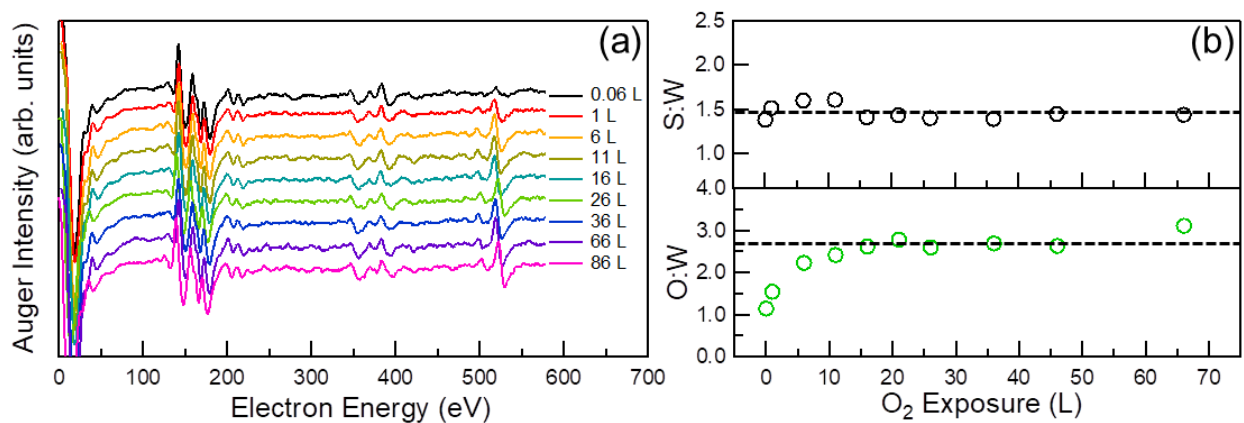 (a)
Auger Intensity (arb. units)
0.06 L
1 L
6 L
11 L
16 L
26 L
36 L
66 L
86 L
0 100 200 300 400 500 600 700
Electron Energy (eV)
(b)
S:W
2.5
2.0
1.5
1.0
4.0
O:W
3.0
2.0
1.0
0.0
0 10 20 30 40 50 60 70
O₂ Exposure (L)